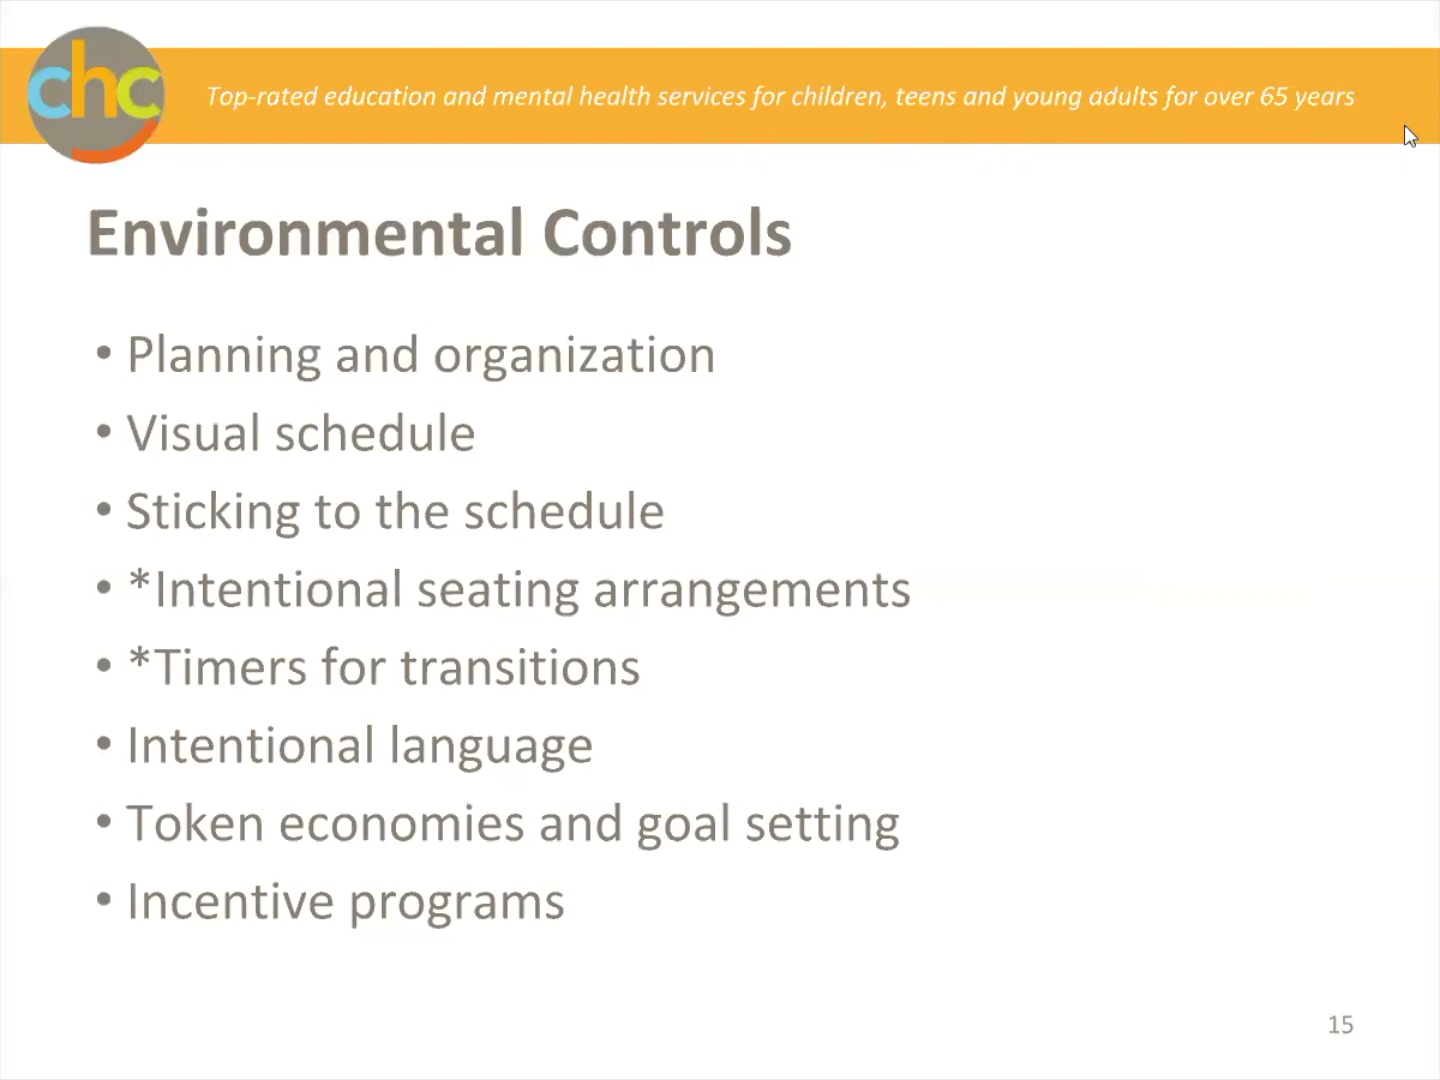 chc
Top-rated education and mental health services for children, teens and young adults for over 65 years
Environmental Controls
• Planning and organization
• Visual schedule
• Sticking to the schedule
• *Intentional seating arrangements
• *Timers for transitions
• Intentional language
• Token economies and goal setting
• Incentive programs
15